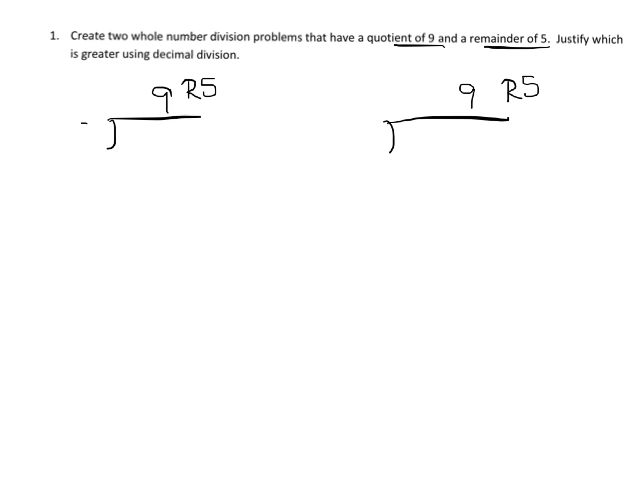 1. Create two whole number division problems that have a quotient of 9 and a remainder of 5. Justify which
is greater using decimal division.
9 R5 9 R5